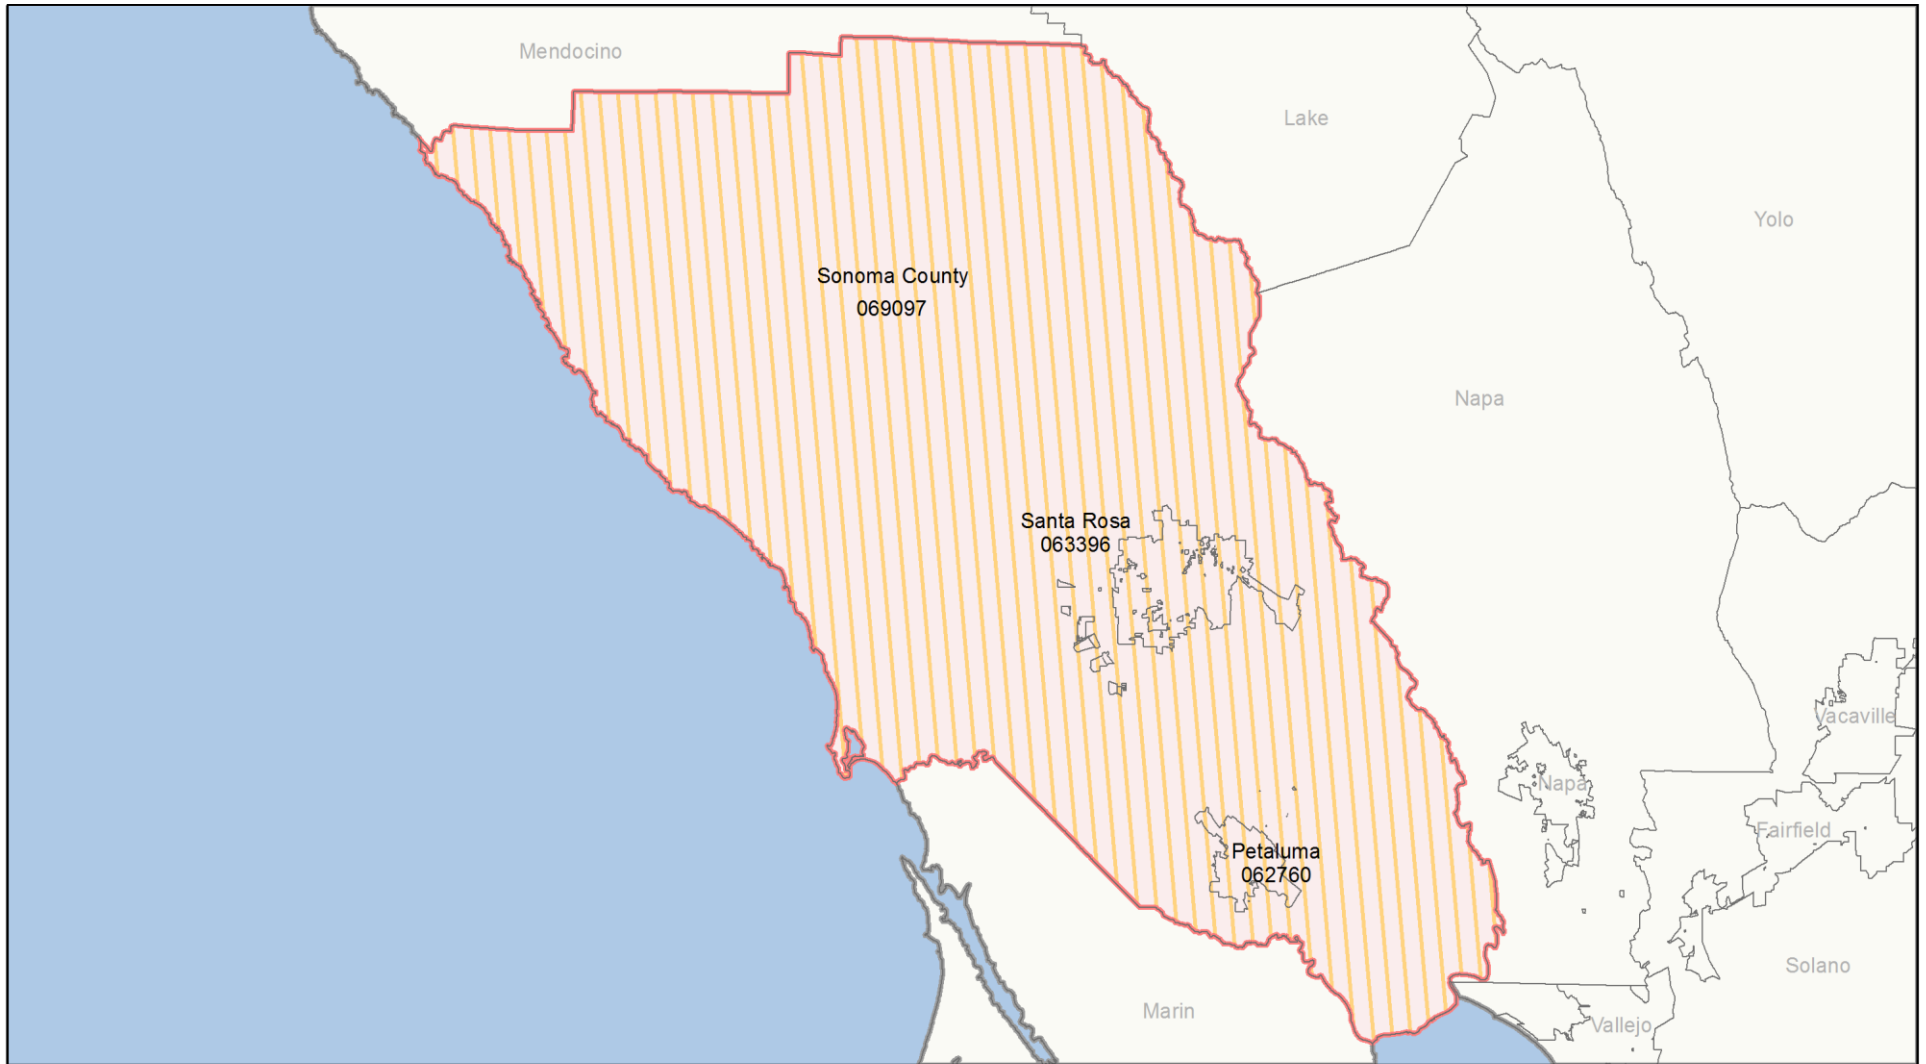 Mendocino
Lake
Yolo
Sonoma County
069097
Napa
Santa Rosa
063396
Vacaville
Napa
Fairfield
Petaluma
062760
Solano
Marin
Vallejo